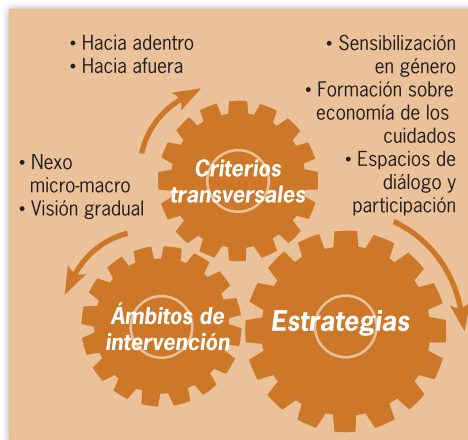 • Hacia adentro
• Hacia afuera
• Sensibilización
en género
• Formación sobre
economía de los
cuidados
• Espacios de
diálogo y
participación
• Nexo
micro-macro
• Visión gradual
Criterios
transversales
Ámbitos de
intervención
Estrategias